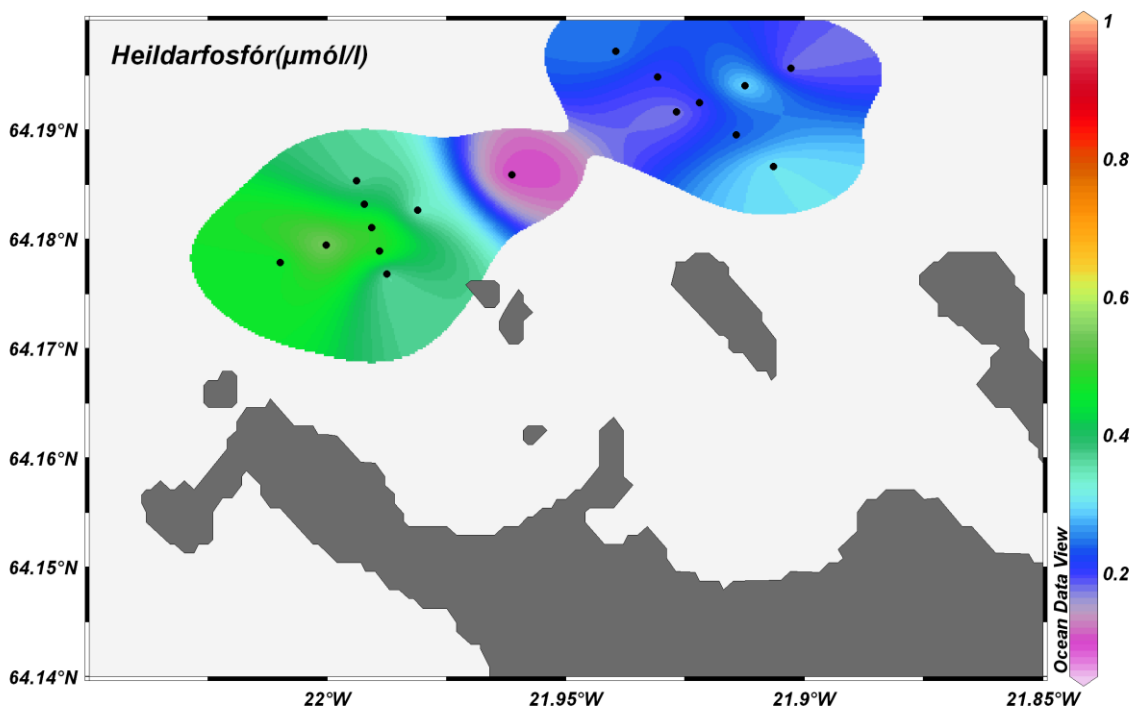 Heildarfosfór(µmól/l)
64.19°N
64.18°N
64.17°N
64.16°N
64.15°N
64.14°N
22°W
21.95°W
21.9°W
21.85°W
Ocean Data View
1
0.8
0.6
0.4
0.2